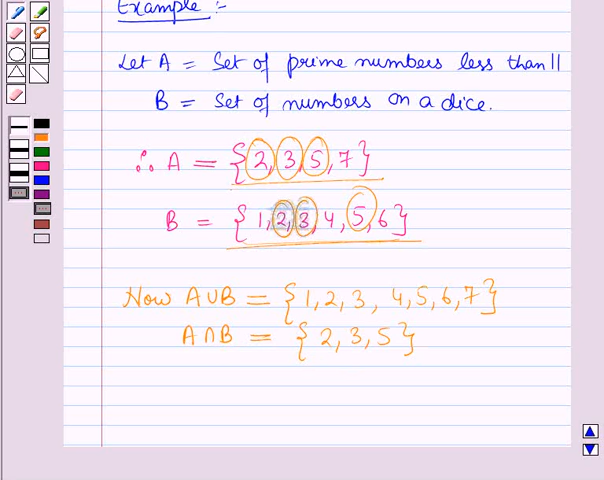 Example :-
Let A = Set of prime numbers less than 11
B = Set of numbers on a dice.
∴ A = {2, 3, 5, 7}
B = {1, 2, 3, 4, 5, 6}
Now A∪B = {1, 2, 3, 4, 5, 6, 7}
A∩B = {2, 3, 5}